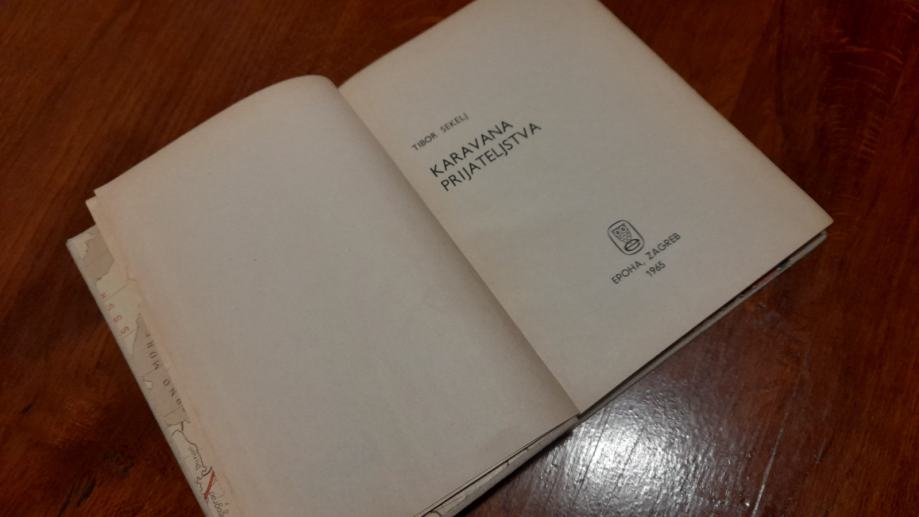 TIBOR SEKELJ
KARAVANA
PRIJATELJSTVA
EPOHA, ZAGREB
1965